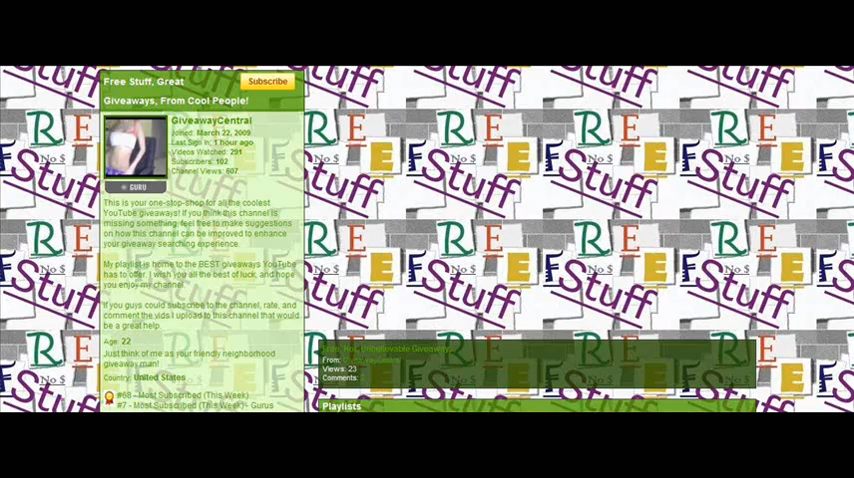 Free Stuff, Great
Giveaways, From Cool People!
Subscribe
GiveawayCentral
Joined: March 22, 2009
Last Sign In: 1 hour ago
Videos Watched: 291
Subscribers: 102
Channel Views: 607
GURU
This is your one-stop-shop for all the coolest
YouTube giveaways! If you think this channel is
missing something, feel free to make suggestions
on how this channel can be improved to enhance
your giveaway searching experience.
My playlist is home to the BEST giveaways YouTube
has to offer. I wish you all the best of luck, and hope
you enjoy my channel.
If you guys could subscribe to the channel, rate, and
comment the vids I upload to this channel that would
be a great help.
Age: 22
Just think of me as your friendly neighborhood
giveaway man!
Country: United States
#68 - Most Subscribed (This Week)
#7 - Most Subscribed (This Week) - Gurus
Unbelievable Giveaway
From:
Views: 23
Comments:
Playlists
FREE
No $
Stuff